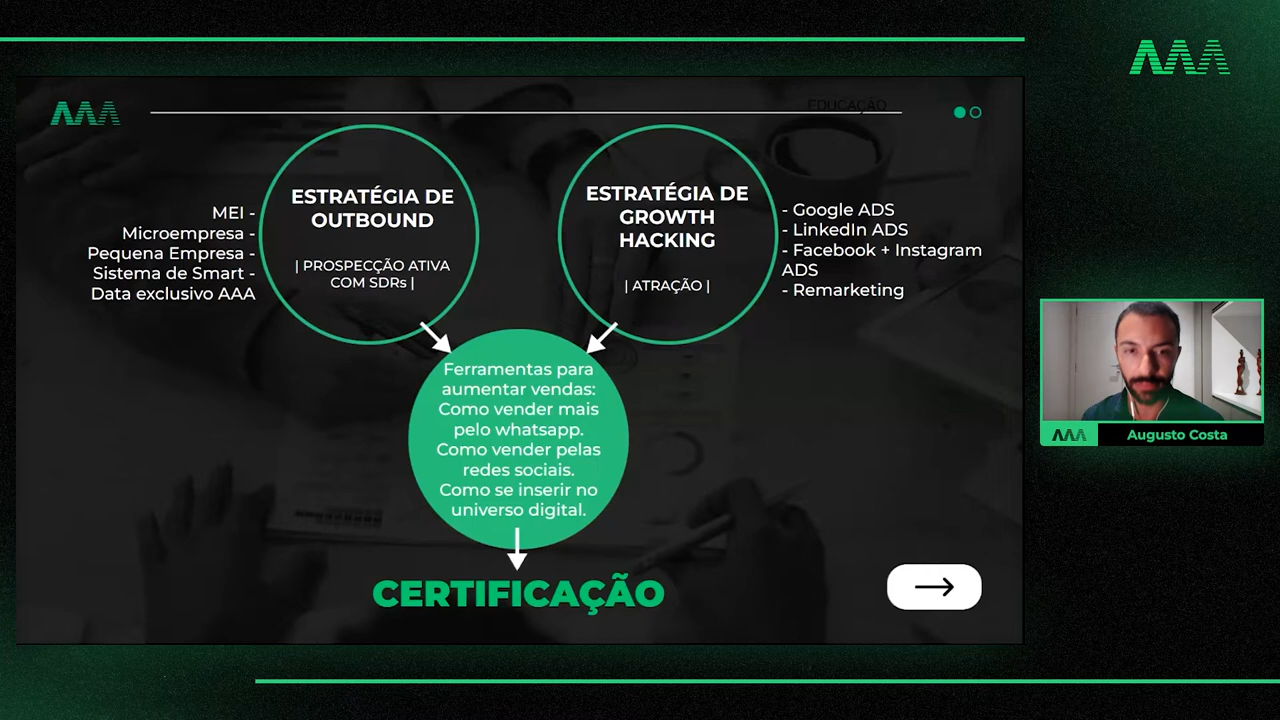 AAA
AAA
EDUCAÇÃO
MEI -
Microempresa -
Pequena Empresa -
Sistema de Smart -
Data exclusivo AAA
ESTRATÉGIA DE
OUTBOUND
| PROSPECÇÃO ATIVA
COM SDRs |
ESTRATÉGIA DE
GROWTH
HACKING
| ATRAÇÃO |
- Google ADS
- LinkedIn ADS
- Facebook + Instagram
ADS
- Remarketing
Ferramentas para
aumentar vendas:
Como vender mais
pelo whatsapp.
Como vender pelas
redes sociais.
Como se inserir no
universo digital.
CERTIFICAÇÃO
AAA
Augusto Costa